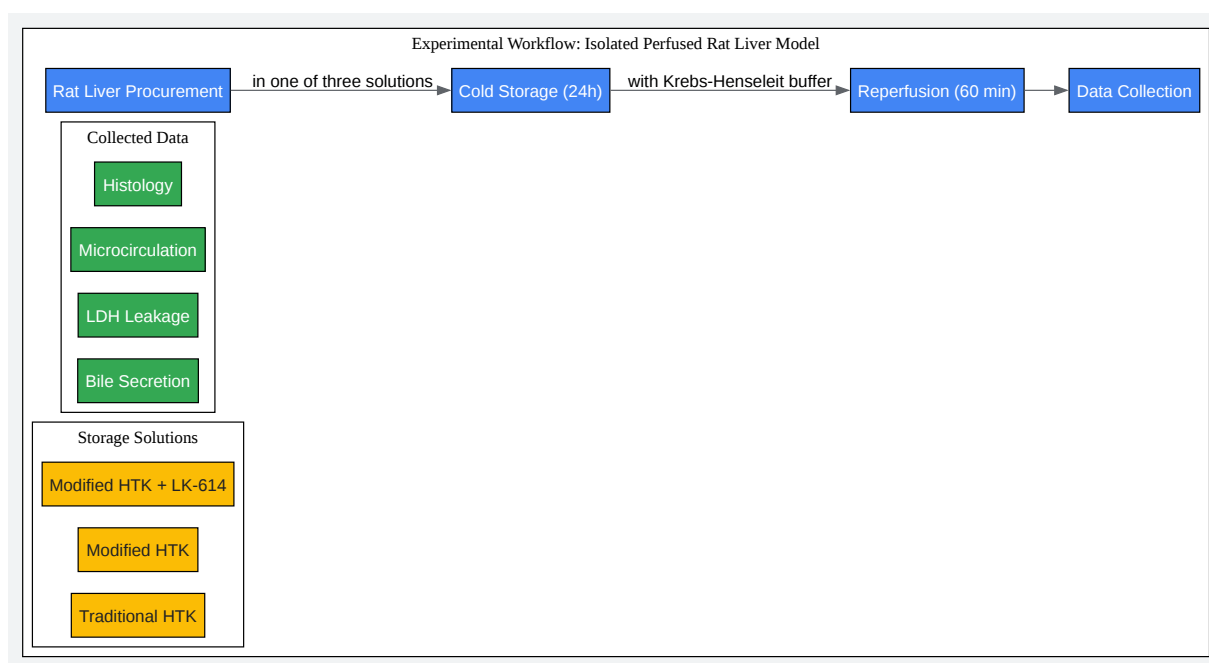 Experimental Workflow: Isolated Perfused Rat Liver Model
Rat Liver Procurement
in one of three solutions
Cold Storage (24h)
with Krebs-Henseleit buffer
Reperfusion (60 min)
Data Collection
Collected Data
Histology
Microcirculation
LDH Leakage
Bile Secretion
Storage Solutions
Modified HTK + LK-614
Modified HTK
Traditional HTK